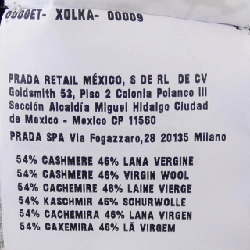 XOLKA- 00009
PRADA RETAIL MÉXICO, S DE RL DE CV
Goldsmith 53, Piso 2 Colonia Polanco III
Sección Alcaldía Miguel Hidalgo Ciudad
de Mexico - Mexico CP 11560
PRADA SPA Via Fogazzaro,28 20135 Milano
54% CASHMERE 46% LANA VERGINE
54% CASHMERE 46% VIRGIN WOOL
54% CACHEMIRE 46% LAINE VIERGE
54% KASCHMIR 46% SCHURWOLLE
54% CACHEMIRA 46% LANA VIRGEN
54% CAXEMIRA 46% LÃ VIRGEM